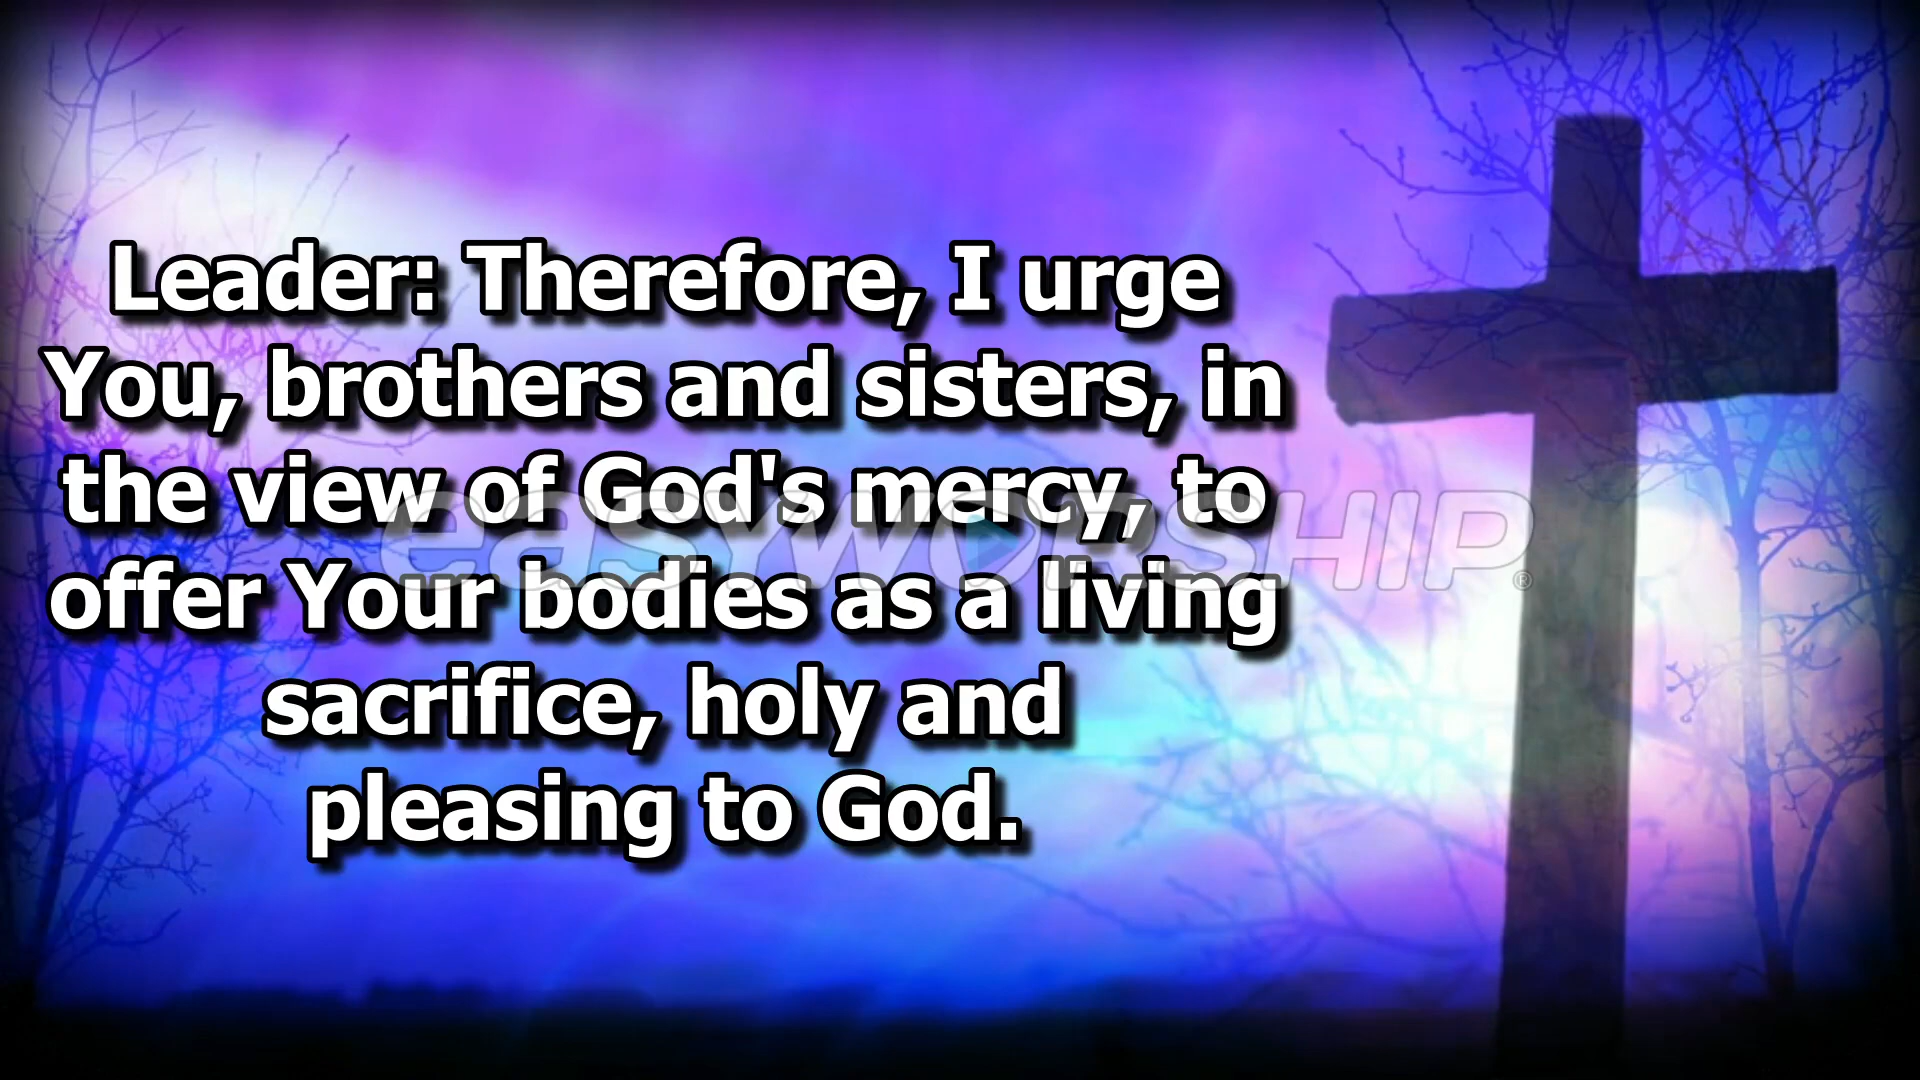 Leader: Therefore, I urge
You, brothers and sisters, in
the view of God's mercy, to
easyworship®
offer Your bodies as a living
sacrifice, holy and
pleasing to God.